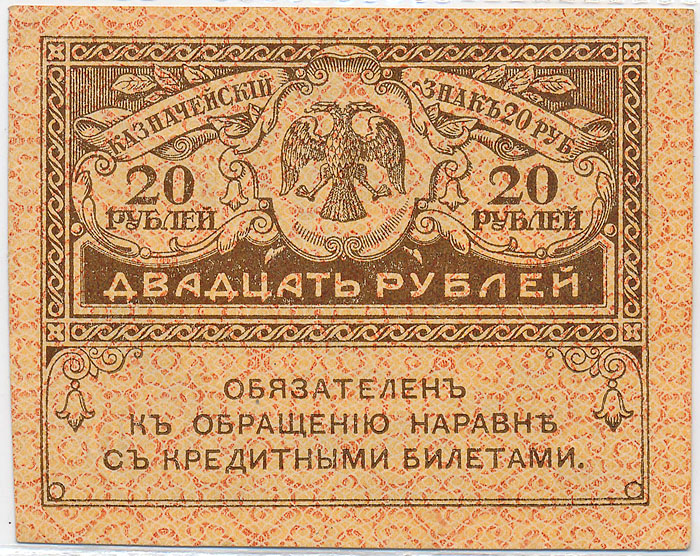 КАЗНАЧЕЙСКІЙ
ЗНАКЪ 20 РУБ.
20
РУБЛЕЙ
20
РУБЛЕЙ
ДВАДЦАТЬ РУБЛЕЙ
ОБЯЗАТЕЛЕНЪ
КЪ ОБРАЩЕНІЮ НАРАВНѢ
СЪ КРЕДИТНЫМИ БИЛЕТАМИ.